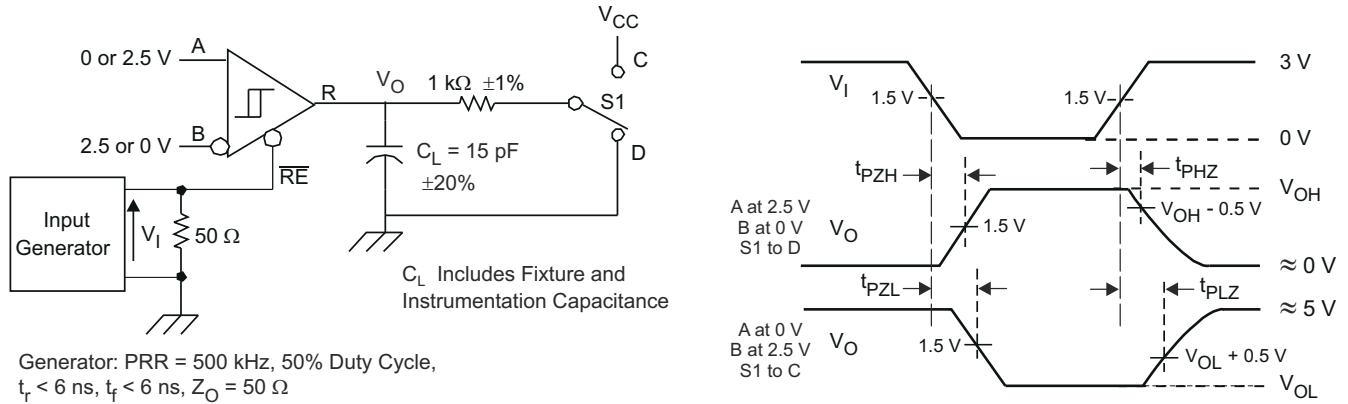 0 or 2.5 V
A
2.5 or 0 V
B
R
V_O
1 kΩ ±1%
V_CC
C
S1
D
C_L = 15 pF
±20%
RE
Input
Generator
V_I
50 Ω
C_L Includes Fixture and
Instrumentation Capacitance
Generator: PRR = 500 kHz, 50% Duty Cycle,
t_r < 6 ns, t_f < 6 ns, Z_O = 50 Ω
V_I
1.5 V
1.5 V
3 V
0 V
t_PZH
t_PHZ
V_OH
A at 2.5 V
B at 0 V
S1 to D
V_O
1.5 V
V_OH - 0.5 V
≈ 0 V
t_PZL
t_PLZ
≈ 5 V
A at 0 V
B at 2.5 V
S1 to C
V_O
1.5 V
V_OL + 0.5 V
V_OL